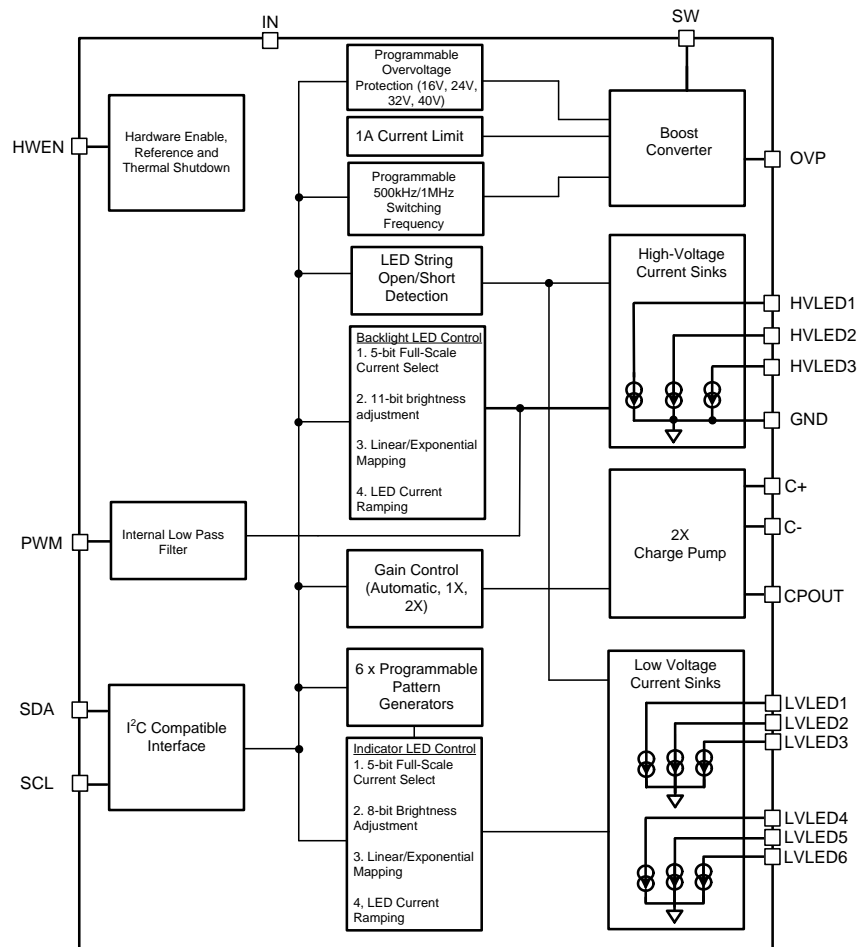 IN
SW
HWEN
Hardware Enable,
Reference and
Thermal Shutdown
Programmable
Overvoltage
Protection (16V, 24V,
32V, 40V)
1A Current Limit
Programmable
500kHz/1MHz
Switching
Frequency
Boost
Converter
OVP
LED String
Open/Short
Detection
High-Voltage
Current Sinks
HVLED1
HVLED2
HVLED3
GND
Backlight LED Control
1. 5-bit Full-Scale
Current Select
2. 11-bit brightness
adjustment
3. Linear/Exponential
Mapping
4. LED Current
Ramping
PWM
Internal Low Pass
Filter
2X
Charge Pump
C+
C-
CPOUT
Gain Control
(Automatic, 1X,
2X)
6 x Programmable
Pattern
Generators
SDA
SCL
I²C Compatible
Interface
Indicator LED Control
1. 5-bit Full-Scale
Current Select
2. 8-bit Brightness
Adjustment
3. Linear/Exponential
Mapping
4, LED Current
Ramping
Low Voltage
Current Sinks
LVLED1
LVLED2
LVLED3
LVLED4
LVLED5
LVLED6